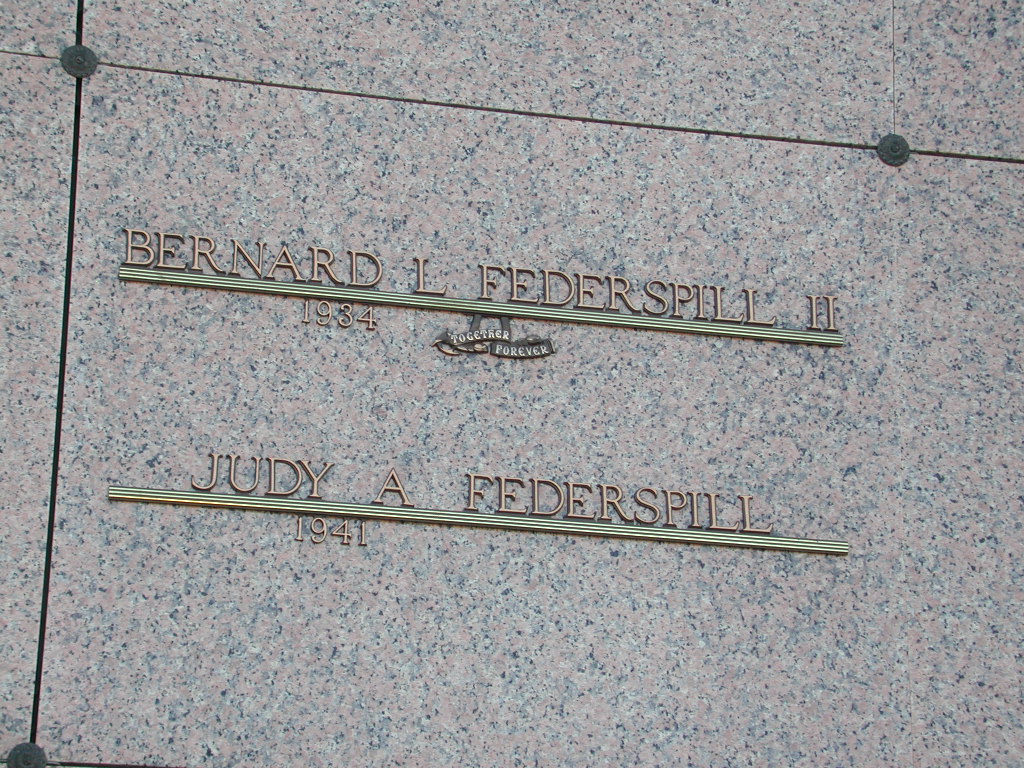 BERNARD L FEDERSPILL II
1934
TOGETHER
FOREVER
JUDY A FEDERSPILL
1941